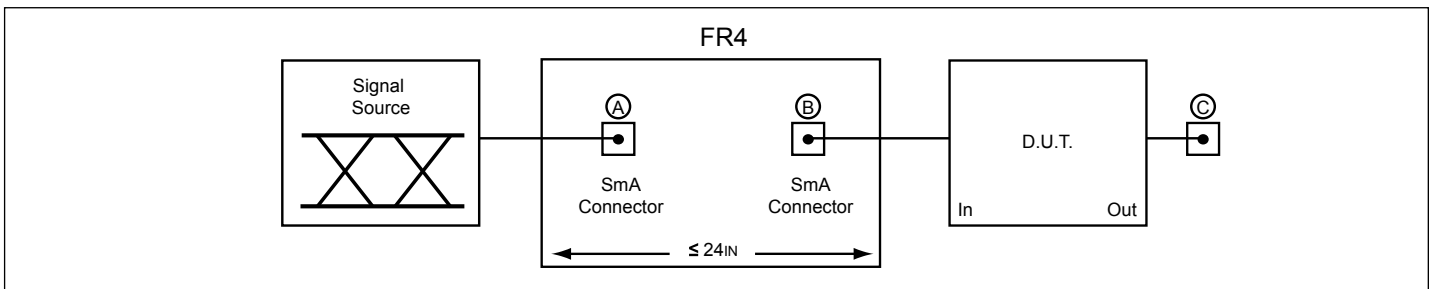 FR4
Signal
Source
A
B
C
D.U.T.
SmA
Connector
SmA
Connector
In
Out
≤ 24IN